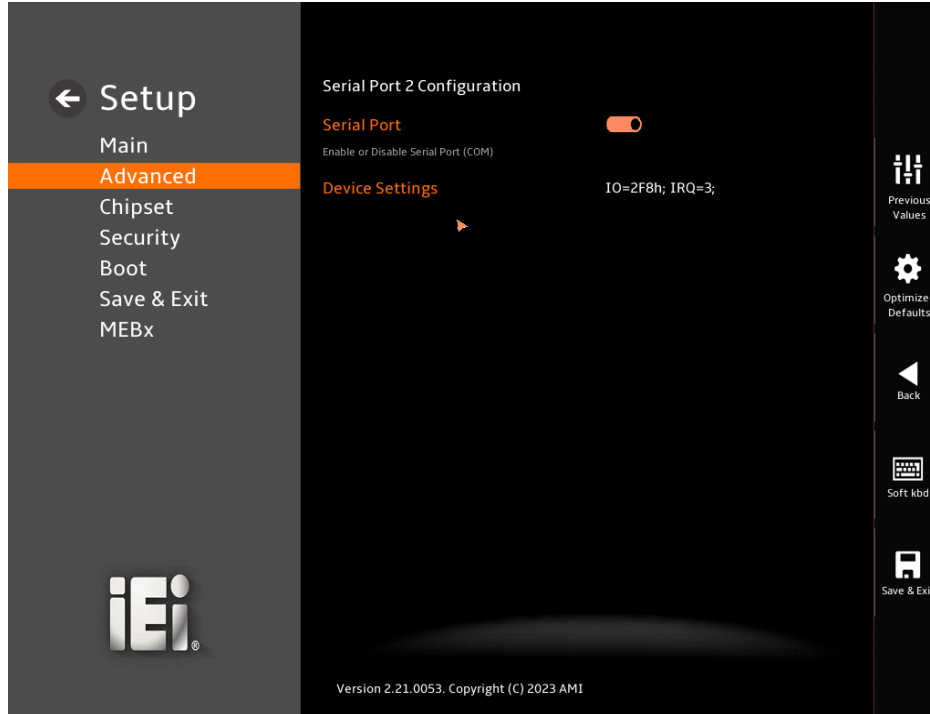 Setup
Main
Advanced
Chipset
Security
Boot
Save & Exit
MEBx
iEi®
Serial Port 2 Configuration
Serial Port
Enable or Disable Serial Port (COM)
Device Settings IO=2F8h; IRQ=3;
Version 2.21.0053. Copyright (C) 2023 AMI
Previous
Values
Optimize
Defaults
Back
Soft kbd
Save & Exi